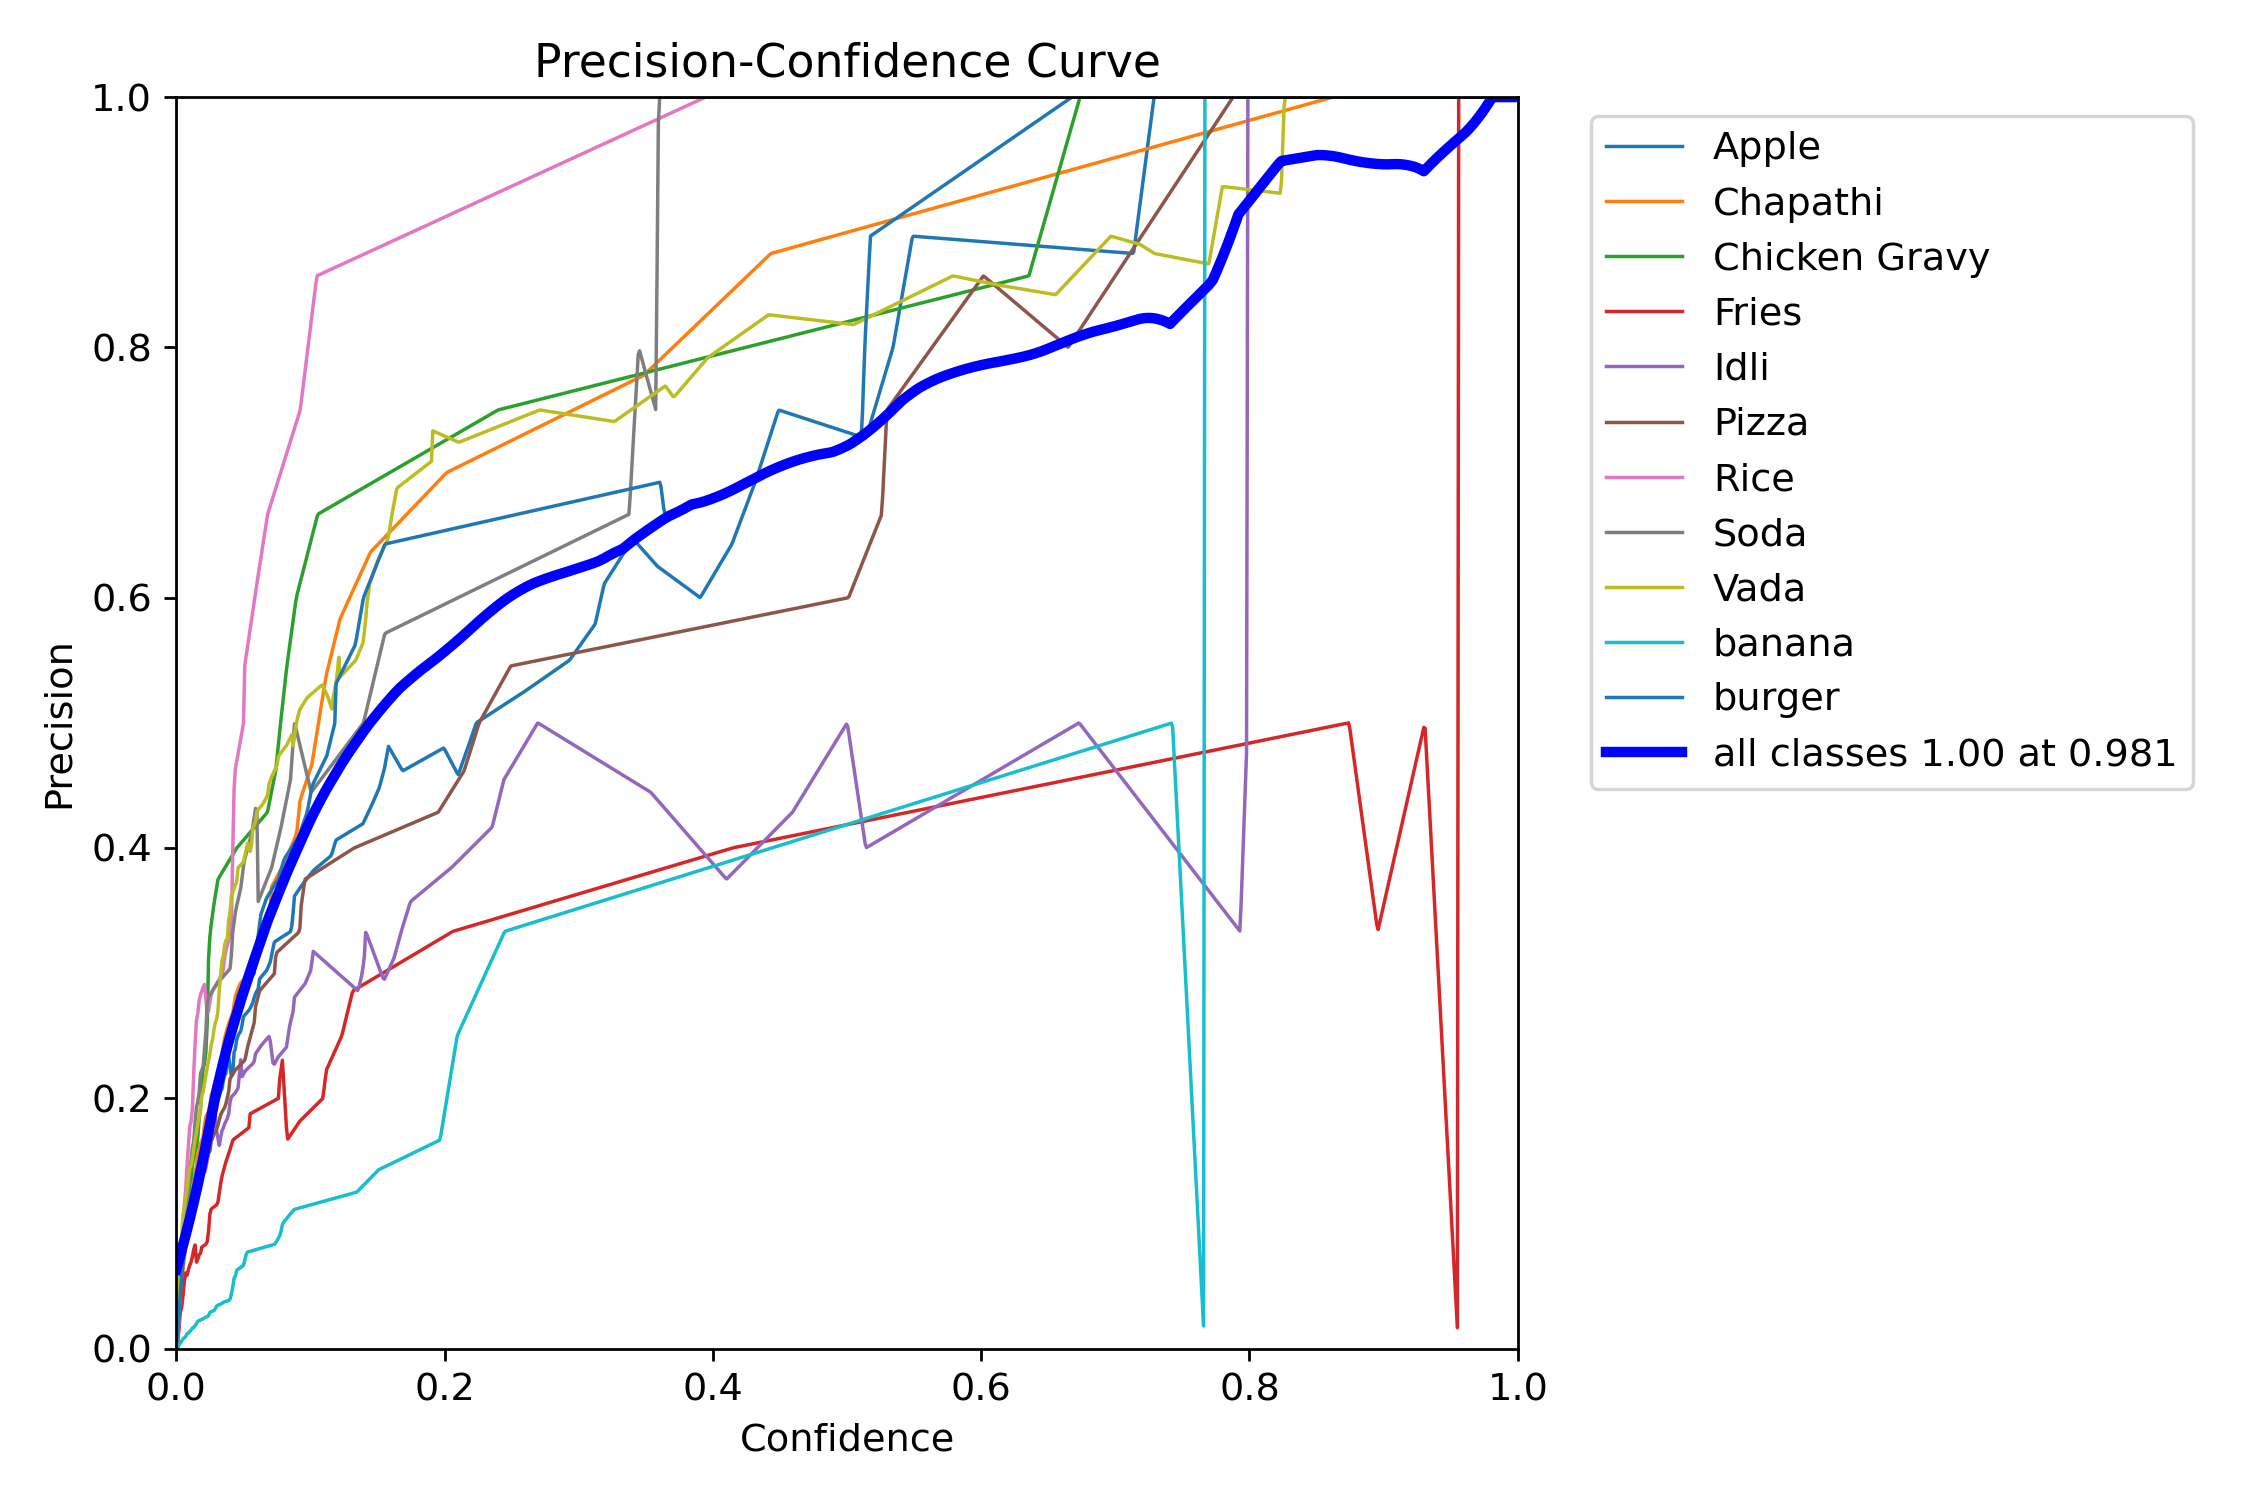 Precision-Confidence Curve
1.0
0.8
0.6
0.4
0.2
0.0
Precision
0.0 0.2 0.4 0.6 0.8 1.0
Confidence
Apple
Chapathi
Chicken Gravy
Fries
Idli
Pizza
Rice
Soda
Vada
banana
burger
all classes 1.00 at 0.981